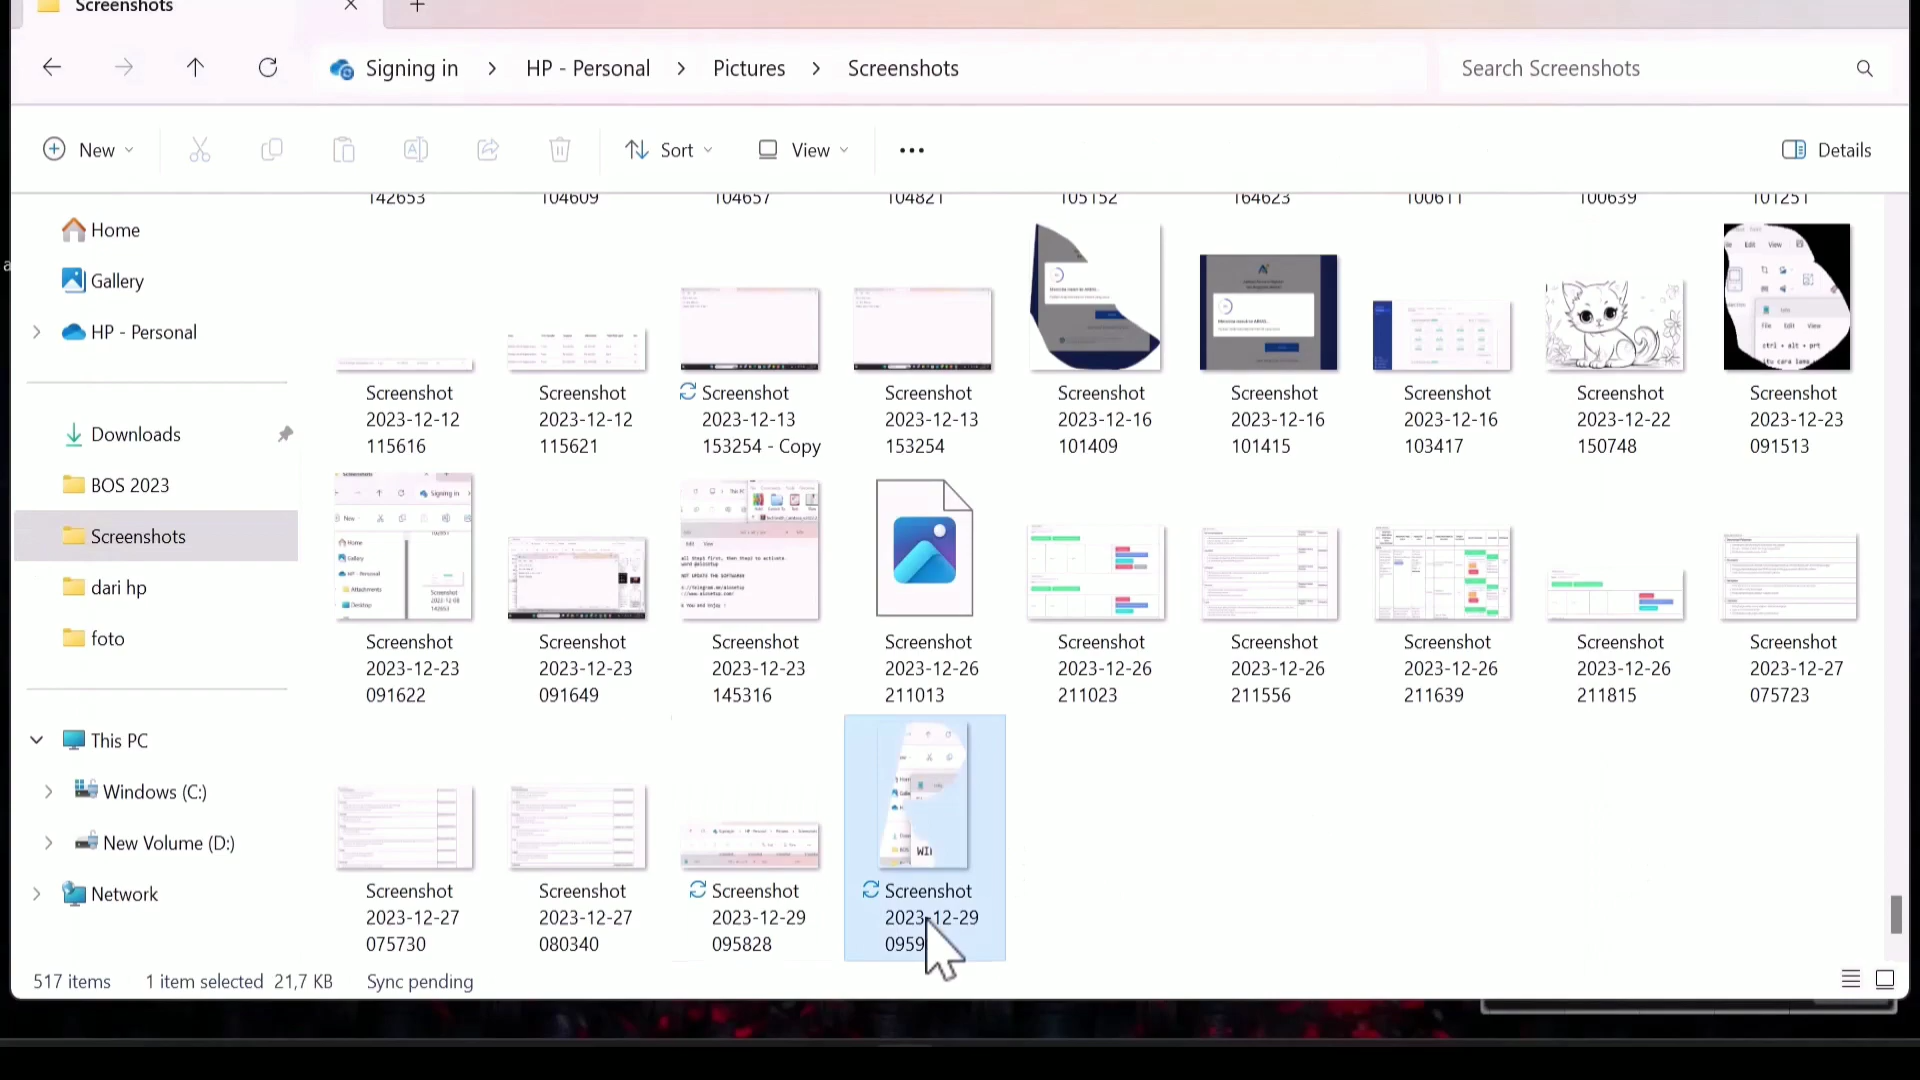 Screenshots
Signing in > HP - Personal > Pictures > Screenshots
Search Screenshots
New
Sort
View
Details
142653 104609 104657 104821 105152 164623 100611 100639 101251
Home
Gallery
HP - Personal
Downloads
BOS 2023
Screenshots
dari hp
foto
This PC
Windows (C:)
New Volume (D:)
Network
Screenshot
2023-12-12
115616
Screenshot
2023-12-12
115621
Screenshot
2023-12-13
153254 - Copy
Screenshot
2023-12-13
153254
Screenshot
2023-12-16
101409
Screenshot
2023-12-16
101415
Screenshot
2023-12-16
103417
Screenshot
2023-12-22
150748
Screenshot
2023-12-23
091513
Screenshot
2023-12-23
091622
Screenshot
2023-12-23
091649
Screenshot
2023-12-23
145316
Screenshot
2023-12-26
211013
Screenshot
2023-12-26
211023
Screenshot
2023-12-26
211556
Screenshot
2023-12-26
211639
Screenshot
2023-12-26
211815
Screenshot
2023-12-27
075723
Screenshot
2023-12-27
075730
Screenshot
2023-12-27
080340
Screenshot
2023-12-29
095828
Screenshot
2023-12-29
0959
517 items 1 item selected 21,7 KB Sync pending